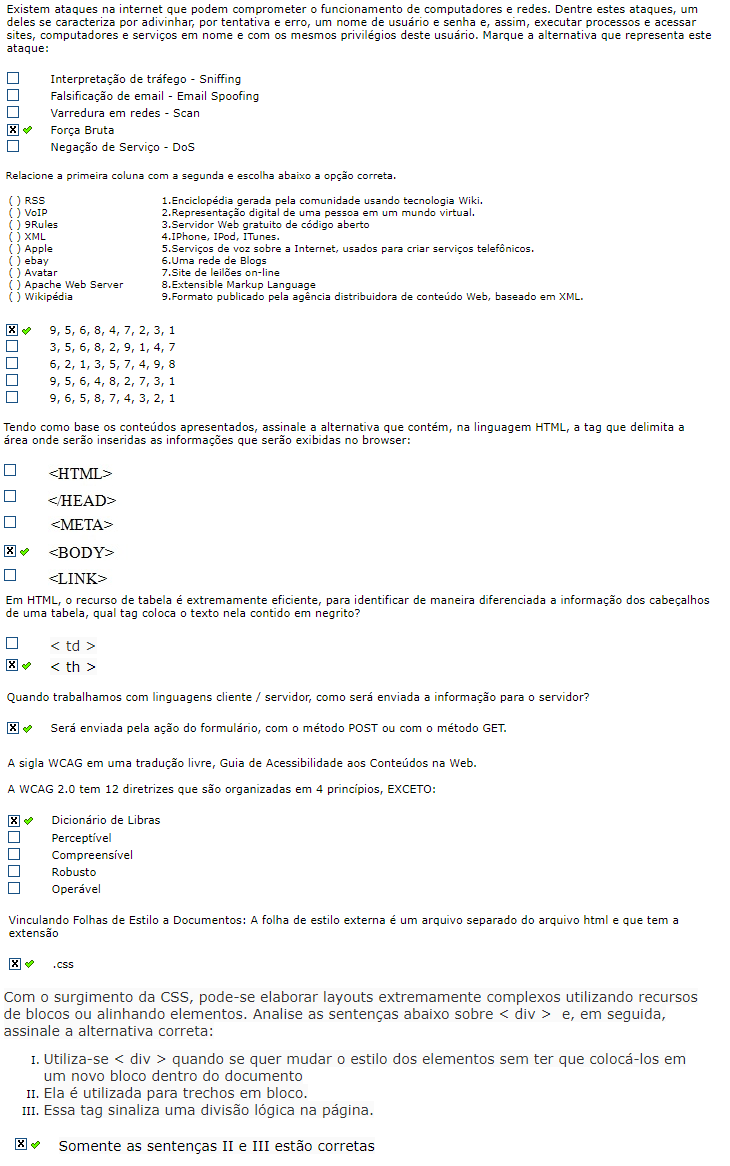 Existem ataques na internet que podem comprometer o funcionamento de computadores e redes. Dentre estes ataques, um
deles se caracteriza por adivinhar, por tentativa e erro, um nome de usuário e senha e, assim, executar processos e acessar
sites, computadores e serviços em nome e com os mesmos privilégios deste usuário. Marque a alternativa que representa este
ataque:
Interpretação de tráfego - Sniffing
Falsificação de email - Email Spoofing
Varredura em redes - Scan
Força Bruta
Negação de Serviço - DoS
Relacione a primeira coluna com a segunda e escolha abaixo a opção correta.
( ) RSS 1.Enciclopédia gerada pela comunidade usando tecnologia Wiki.
( ) VoIP 2.Representação digital de uma pessoa em um mundo virtual.
( ) 9Rules 3.Servidor Web gratuito de código aberto
( ) XML 4.IPhone, IPod, ITunes.
( ) Apple 5.Serviços de voz sobre a Internet, usados para criar serviços telefônicos.
( ) ebay 6.Uma rede de Blogs
( ) Avatar 7.Site de leilões on-line
( ) Apache Web Server 8.Extensible Markup Language
( ) Wikipédia 9.Formato publicado pela agência distribuidora de conteúdo Web, baseado em XML.
9, 5, 6, 8, 4, 7, 2, 3, 1
3, 5, 6, 8, 2, 9, 1, 4, 7
6, 2, 1, 3, 5, 7, 4, 9, 8
9, 5, 6, 4, 8, 2, 7, 3, 1
9, 6, 5, 8, 7, 4, 3, 2, 1
Tendo como base os conteúdos apresentados, assinale a alternativa que contém, na linguagem HTML, a tag que delimita a
área onde serão inseridas as informações que serão exibidas no browser:
<HTML>
</HEAD>
<META>
<BODY>
<LINK>
Em HTML, o recurso de tabela é extremamente eficiente, para identificar de maneira diferenciada a informação dos cabeçalhos
de uma tabela, qual tag coloca o texto nela contido em negrito?
< td >
< th >
Quando trabalhamos com linguagens cliente / servidor, como será enviada a informação para o servidor?
Será enviada pela ação do formulário, com o método POST ou com o método GET.
A sigla WCAG em uma tradução livre, Guia de Acessibilidade aos Conteúdos na Web.
A WCAG 2.0 tem 12 diretrizes que são organizadas em 4 princípios, EXCETO:
Dicionário de Libras
Perceptível
Compreensível
Robusto
Operável
Vinculando Folhas de Estilo a Documentos: A folha de estilo externa é um arquivo separado do arquivo html e que tem a
extensão
.css
Com o surgimento da CSS, pode-se elaborar layouts extremamente complexos utilizando recursos
de blocos ou alinhando elementos. Analise as sentenças abaixo sobre < div > e, em seguida,
assinale a alternativa correta:
I. Utiliza-se < div > quando se quer mudar o estilo dos elementos sem ter que colocá-los em
um novo bloco dentro do documento
II. Ela é utilizada para trechos em bloco.
III. Essa tag sinaliza uma divisão lógica na página.
Somente as sentenças II e III estão corretas